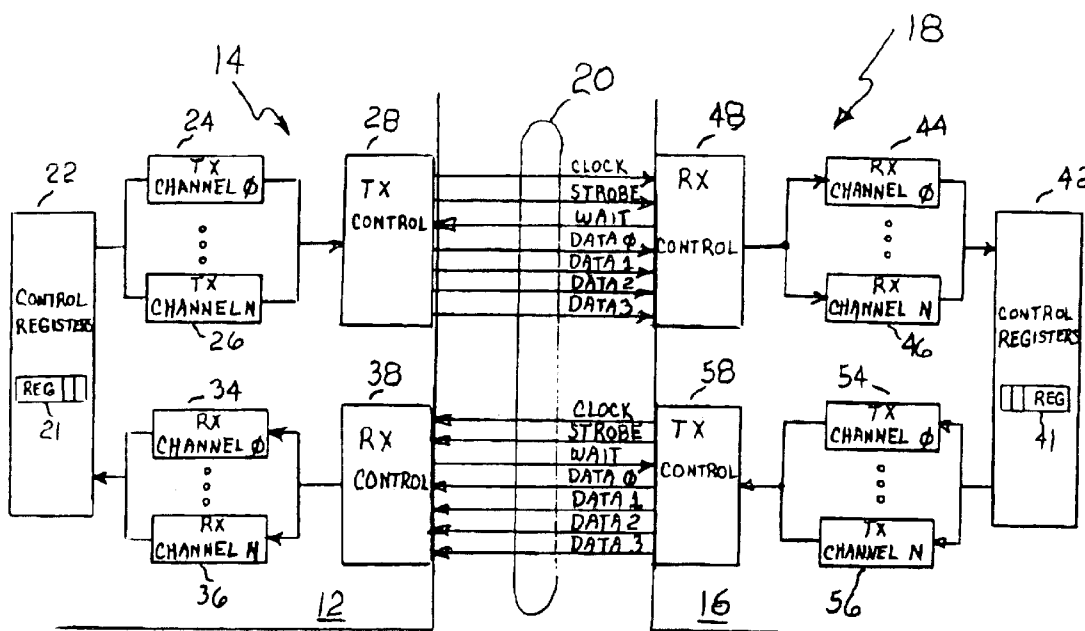 14
20
18
24
28
48
44
22
42
TX
CHANNEL Ø
TX
CONTROL
CLOCK
STROBE
WAIT
DATA Ø
DATA 1
DATA 2
DATA 3
RX
CONTROL
RX
CHANNEL Ø
TX
CHANNEL N
26
RX
CHANNEL N
46
CONTROL
REGISTERS
REG
21
CONTROL
REGISTERS
REG
41
34
38
58
54
RX
CHANNEL Ø
RX
CONTROL
CLOCK
STROBE
WAIT
DATA Ø
DATA 1
DATA 2
DATA 3
TX
CONTROL
TX
CHANNEL Ø
RX
CHANNEL N
36
TX
CHANNEL N
56
12
16